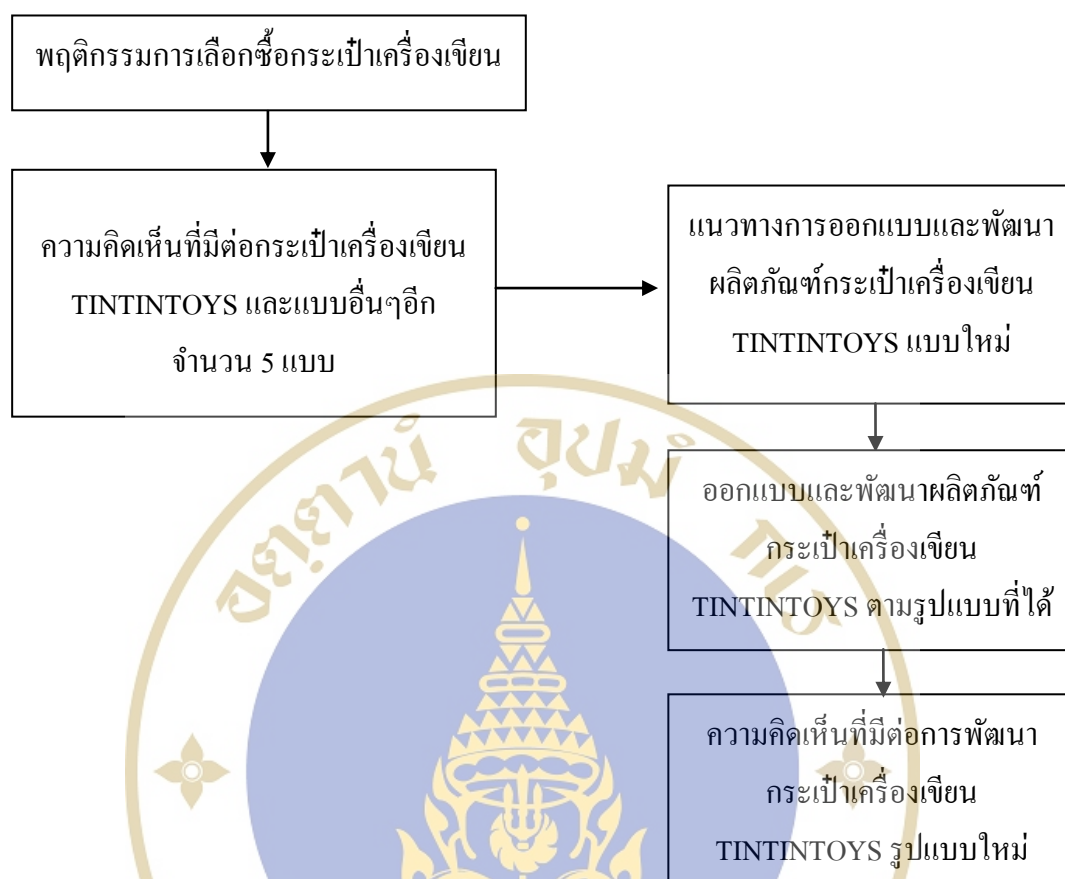 พฤติกรรมการเลือกซื้อกระเป๋าเครื่องเขียน
ความคิดเห็นที่มีต่อกระเป๋าเครื่องเขียน
TINTINTOYS และแบบอื่นๆอีก
จำนวน 5 แบบ
แนวทางการออกแบบและพัฒนา
ผลิตภัณฑ์กระเป๋าเครื่องเขียน
TINTINTOYS แบบใหม่
ออกแบบและพัฒนาผลิตภัณฑ์
กระเป๋าเครื่องเขียน
TINTINTOYS ตามรูปแบบที่ได้
ความคิดเห็นที่มีต่อการพัฒนา
กระเป๋าเครื่องเขียน
TINTINTOYS รูปแบบใหม่
อตฺตานํ อุปมํ กเร